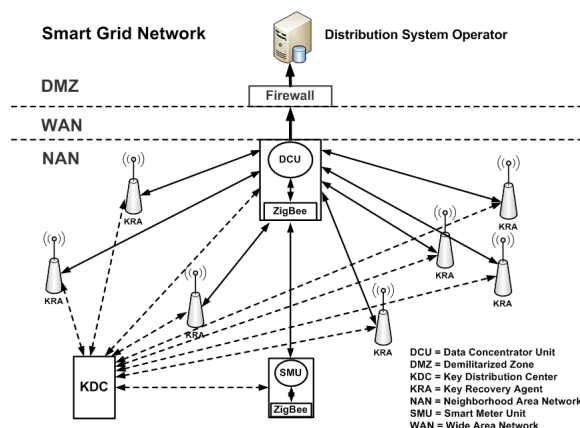 Smart Grid Network
Distribution System Operator
DMZ
Firewall
WAN
NAN
DCU
ZigBee
KRA
KRA
KRA
KRA
KRA
KRA
KRA
KDC
SMU
ZigBee
DCU = Data Concentrator Unit
DMZ = Demilitarized Zone
KDC = Key Distribution Center
KRA = Key Recovery Agent
NAN = Neighborhood Area Network
SMU = Smart Meter Unit
WAN = Wide Area Network